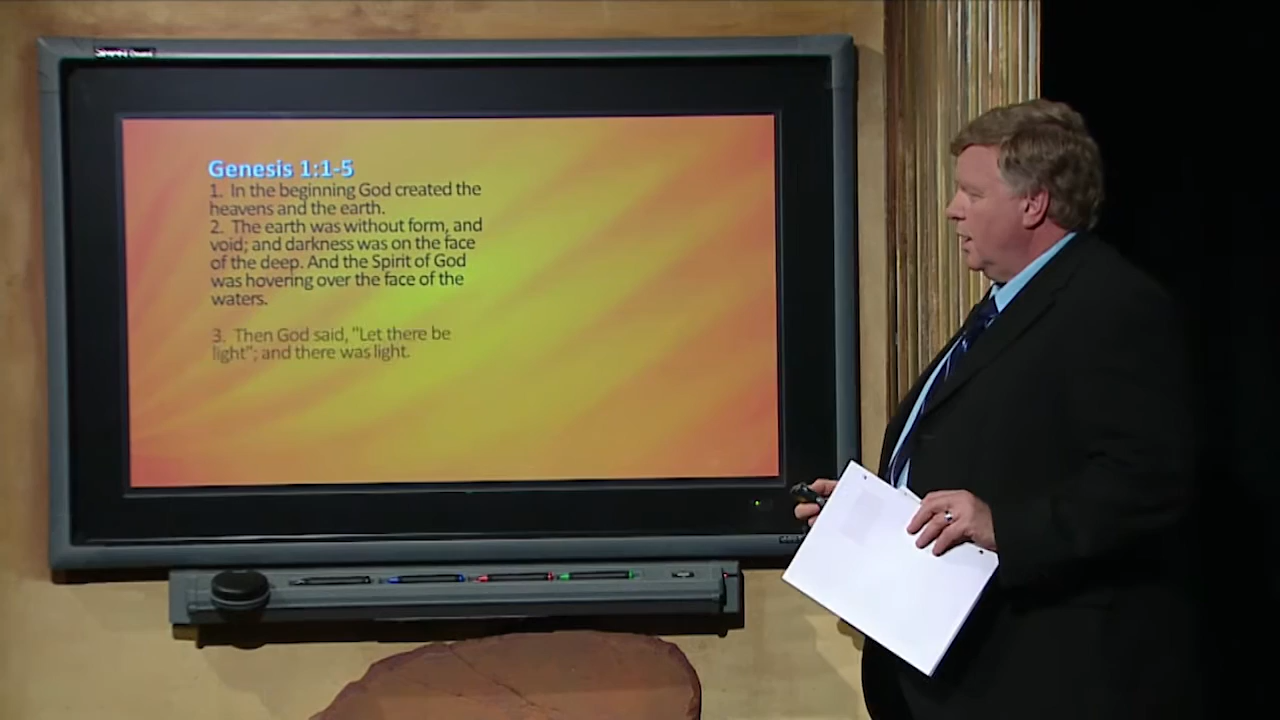 Genesis 1:1-5
1. In the beginning God created the
heavens and the earth.
2. The earth was without form, and
void; and darkness was on the face
of the deep. And the Spirit of God
was hovering over the face of the
waters.
3. Then God said, "Let there be
light"; and there was light.